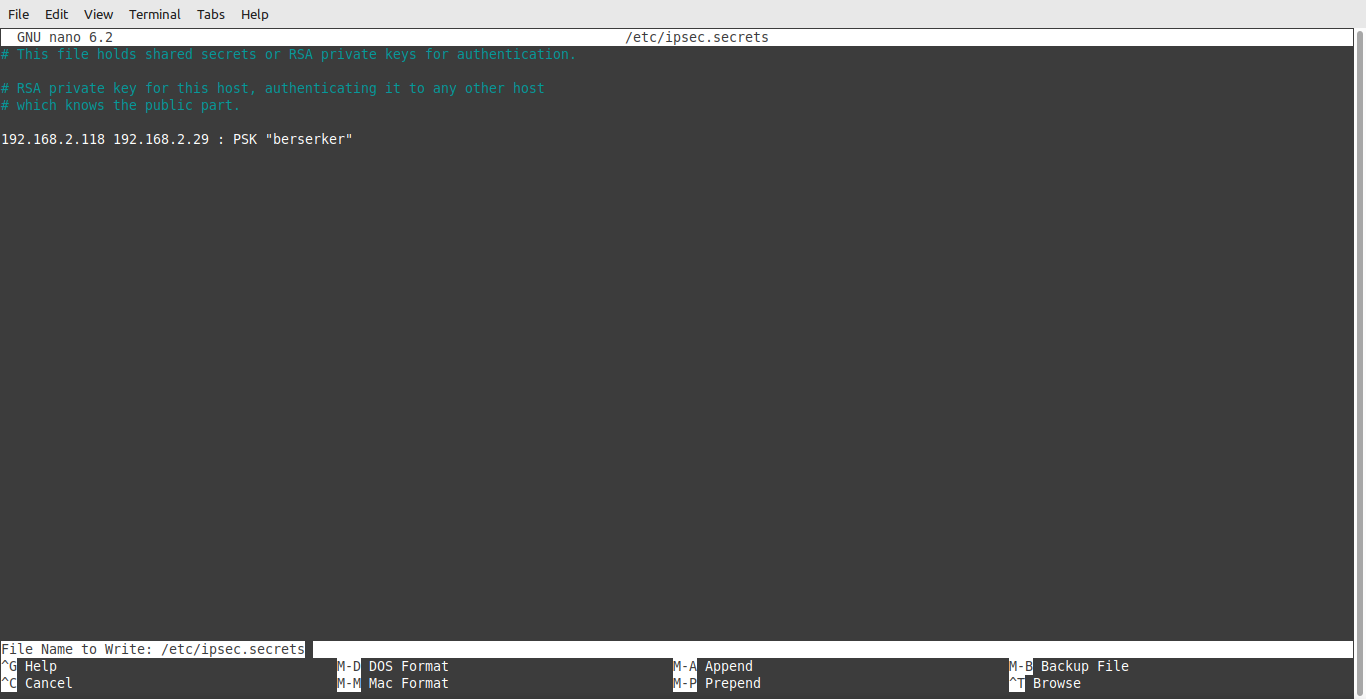 File Edit View Terminal Tabs Help
GNU nano 6.2 /etc/ipsec.secrets
# This file holds shared secrets or RSA private keys for authentication.
# RSA private key for this host, authenticating it to any other host
# which knows the public part.
192.168.2.118 192.168.2.29 : PSK "berserker"
File Name to Write: /etc/ipsec.secrets
^G Help M-D DOS Format M-A Append M-B Backup File
^C Cancel M-M Mac Format M-P Prepend ^T Browse